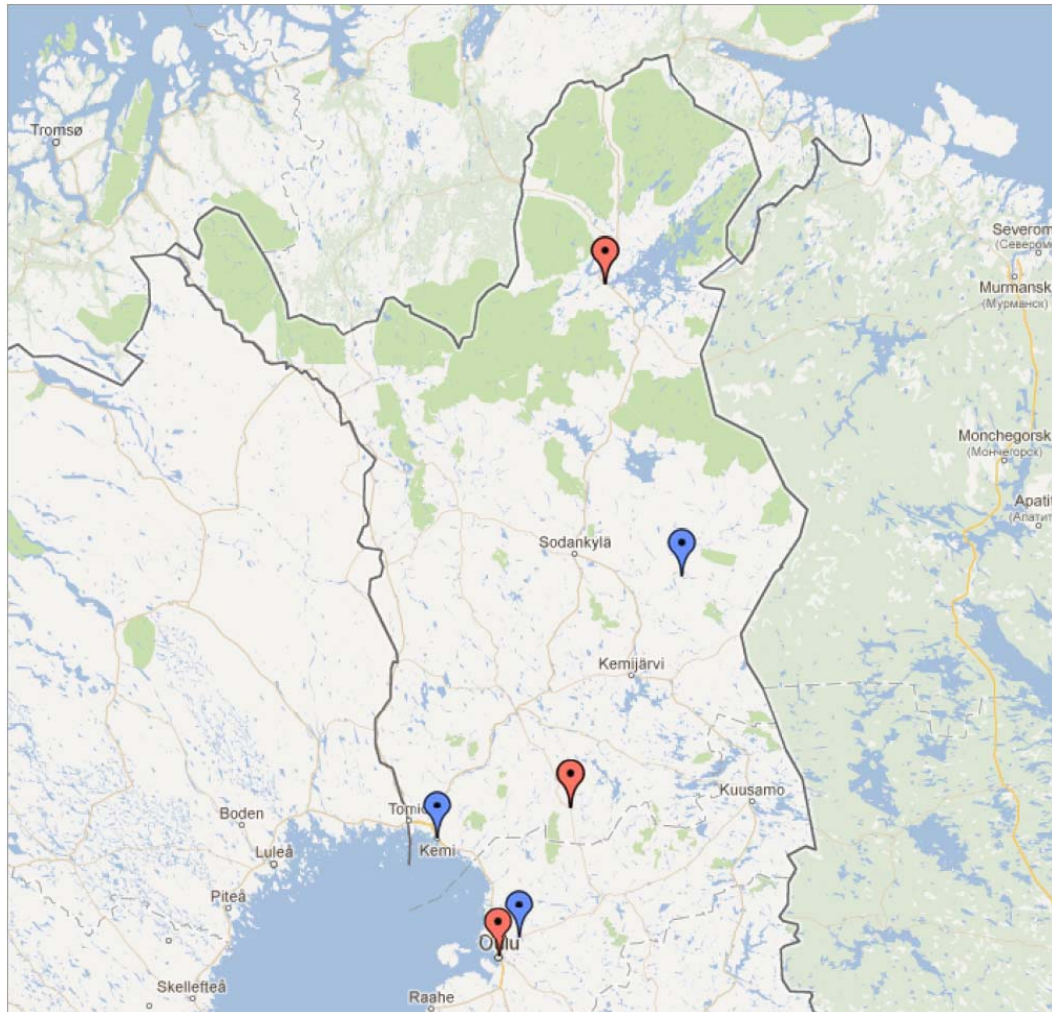 Tromsø
Severom
(Севером
Murmansk
(Мурманск)
Monchegorsk
(Мончегорск)
Apatit
(Апатит
Sodankylä
Kemijärvi
Kuusamo
Tornio
Boden
Kemi
Luleå
Piteå
Oulu
Skellefteå
Raahe